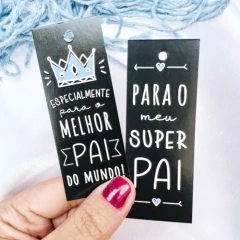 ESPECIALMENTE
para o
MELHOR
PAI
DO MUNDO!
PARA O
meu
SUPER
PAI